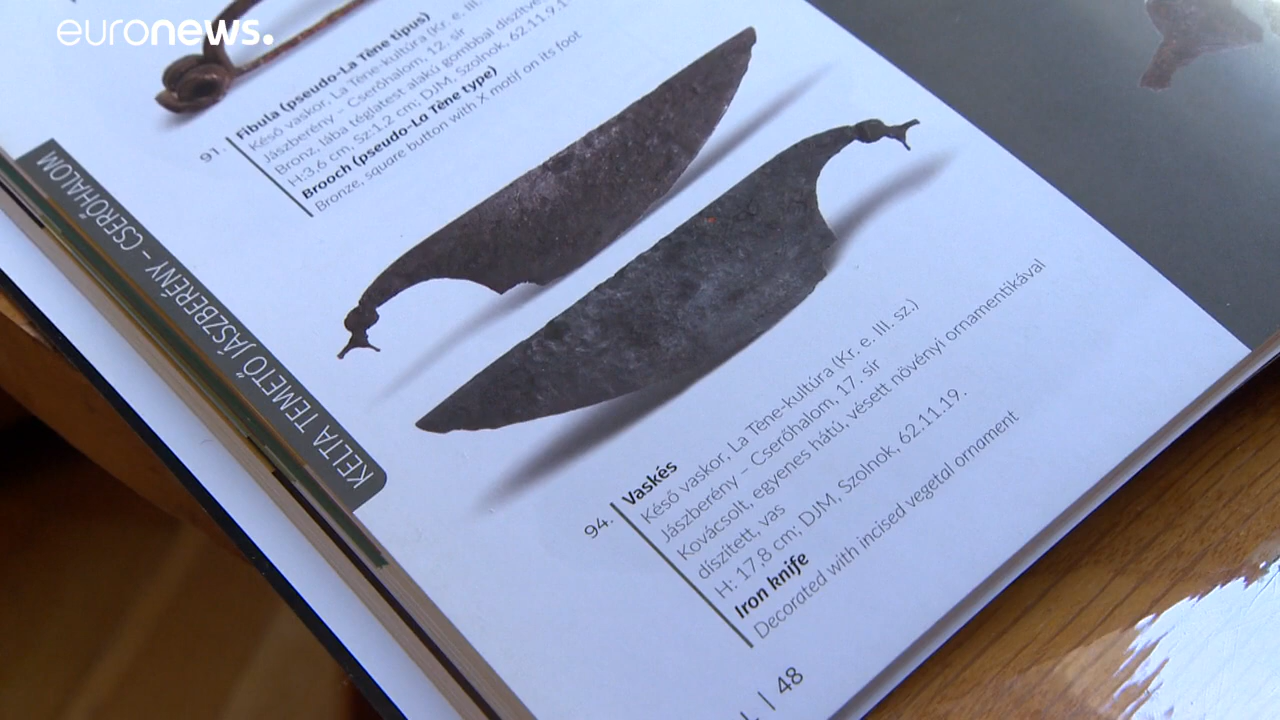 euronews.
91. Fibula (pseudo-La Tène típus)
Késő vaskor, La Tène-kultúra (Kr. e. III.
Jászberény – Cserőhalom, 12. sír
Bronz, lába téglatest alakú gombbal díszítve,
H:3,6 cm, Sz:1,2 cm; DJM, Szolnok, 62.11.9.1
Brooch (pseudo-La Tène type)
Bronze, square button with X motif on its foot
KELTA TEMETŐ JÁSZBERÉNY – CSERŐHALOM
94. Vaskés
Késő vaskor, La Tène-kultúra (Kr. e. III. sz.)
Jászberény – Cserőhalom, 17. sír
Kovácsolt, egyenes hátú, vésett növényi ornamentikával
díszített, vas
H: 17,8 cm; DJM, Szolnok, 62.11.19.
Iron knife
Decorated with incised vegetal ornament
| 48